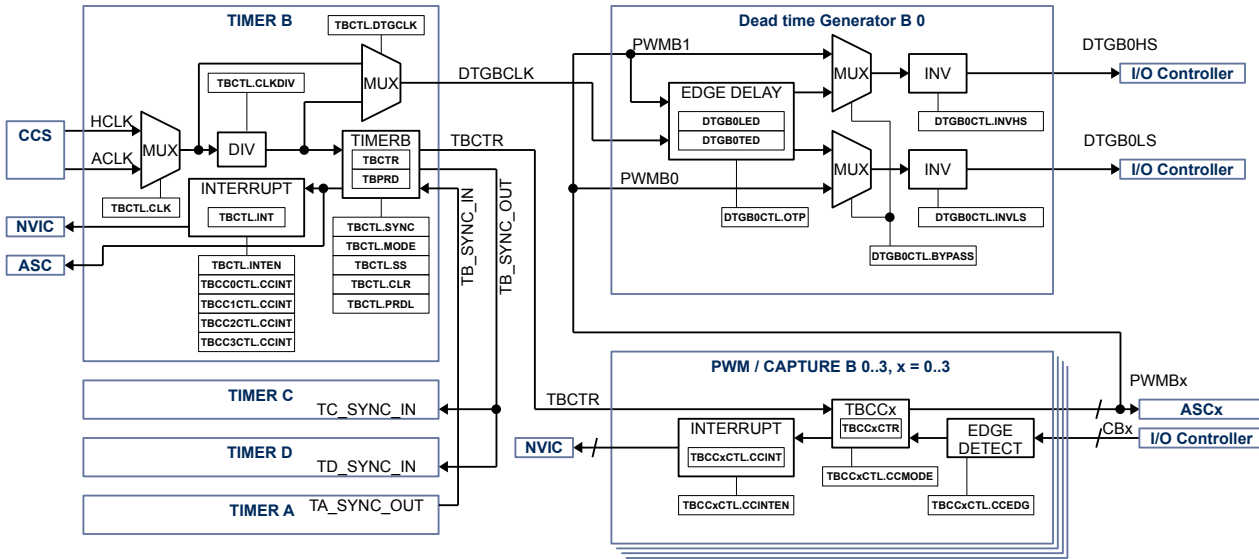 TIMER B
TBCTL.DTGCLK
MUX
DTGBCLK
TBCTL.CLKDIV
CCS
HCLK
ACLK
MUX
DIV
TBCTL.CLK
TIMERB
TBCTR
TBPRD
TBCTR
INTERRUPT
TBCTL.INT
NVIC
ASC
TBCTL.INTEN
TBCC0CTL.CCINT
TBCC1CTL.CCINT
TBCC2CTL.CCINT
TBCC3CTL.CCINT
TBCTL.SYNC
TBCTL.MODE
TBCTL.SS
TBCTL.CLR
TBCTL.PRDL
TB_SYNC_IN
TB_SYNC_OUT
TIMER C
TC_SYNC_IN
TIMER D
TD_SYNC_IN
TIMER A
TA_SYNC_OUT
Dead time Generator B 0
PWMB1
EDGE DELAY
DTGB0LED
DTGB0TED
PWMB0
DTGB0CTL.OTP
MUX
INV
DTGB0CTL.INVHS
DTGB0HS
I/O Controller
MUX
INV
DTGB0CTL.INVLS
DTGB0LS
I/O Controller
DTGB0CTL.BYPASS
PWM / CAPTURE B 0..3, x = 0..3
TBCTR
TBCCx
TBCCxCTR
TBCCxCTL.CCMODE
INTERRUPT
TBCCxCTL.CCINT
TBCCxCTL.CCINTEN
NVIC
EDGE
DETECT
TBCCxCTL.CCEDG
PWMBx
ASCx
CBx
I/O Controller